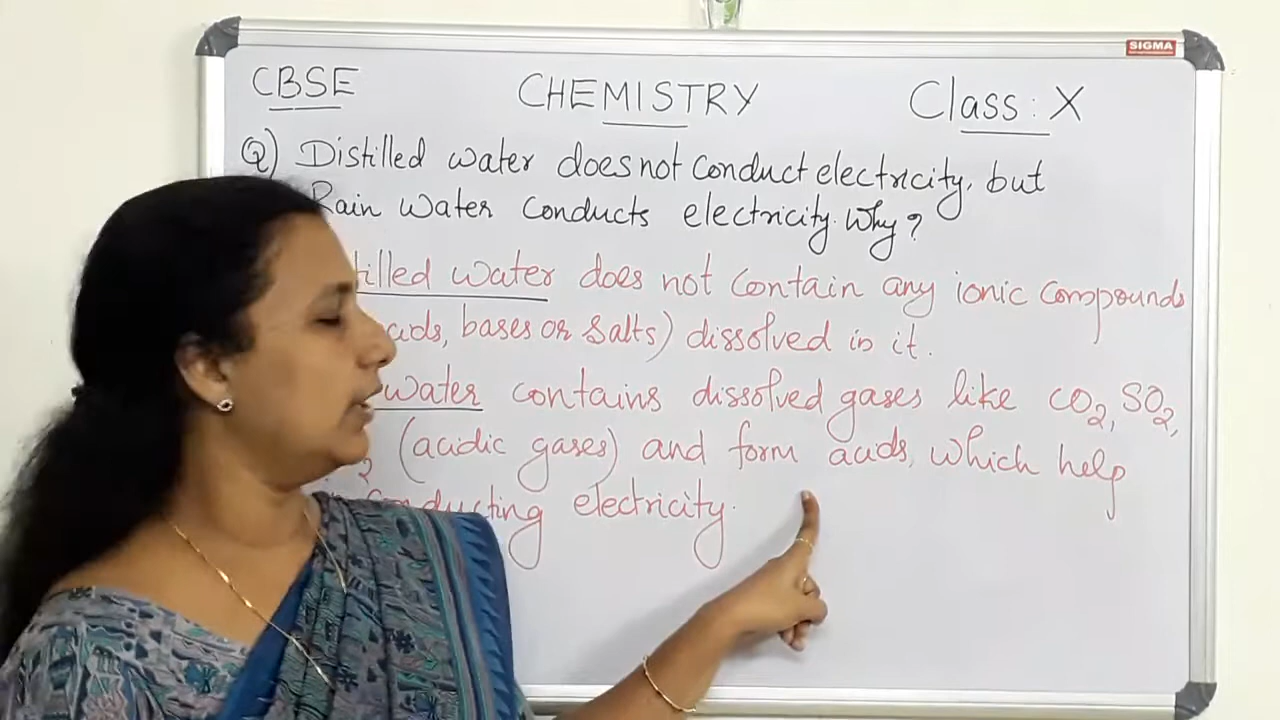 SIGMA
CBSE CHEMISTRY Class: X
Q) Distilled water does not conduct electricity, but
Rain water conducts electricity. Why?
tilled water does not contain any ionic compounds
cids, bases or salts) dissolved in it.
water contains dissolved gases like CO2, SO2,
2 (acidic gases) and form acids, which help
conducting electricity.